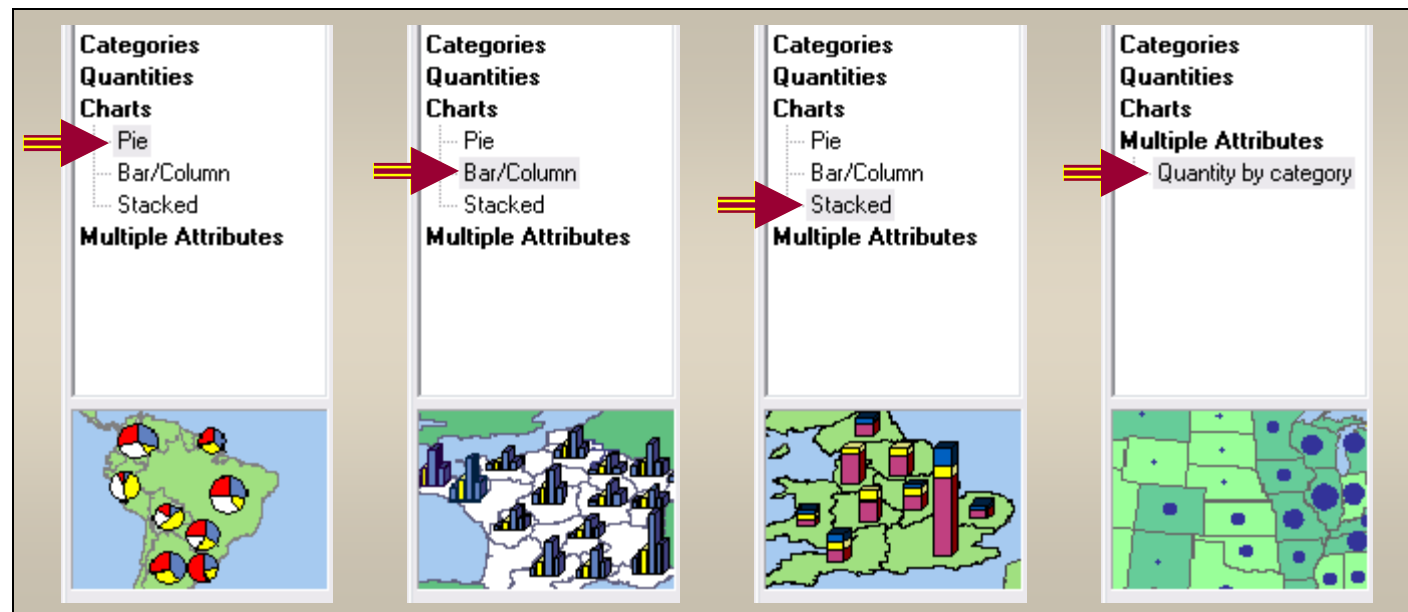 Categories
Quantities
Charts
Pie
Bar/Column
Stacked
Multiple Attributes
Categories
Quantities
Charts
Pie
Bar/Column
Stacked
Multiple Attributes
Categories
Quantities
Charts
Pie
Bar/Column
Stacked
Multiple Attributes
Categories
Quantities
Charts
Multiple Attributes
Quantity by category